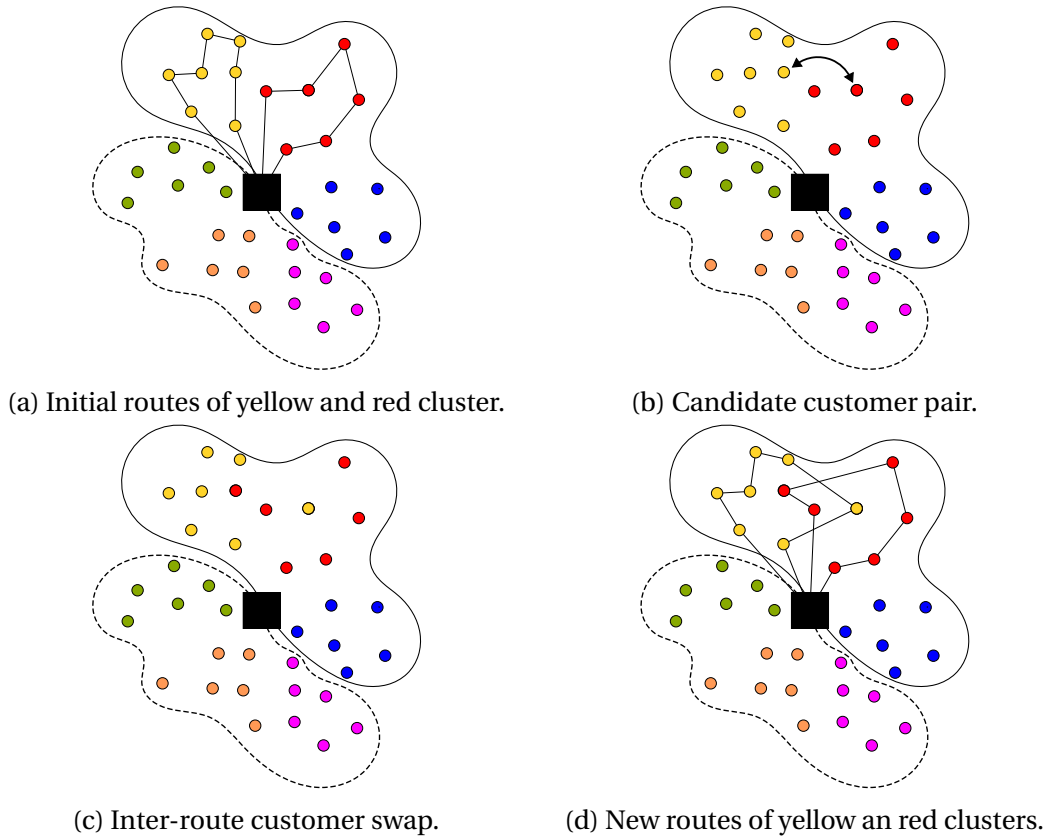 (a) Initial routes of yellow and red cluster.
(b) Candidate customer pair.
(c) Inter-route customer swap.
(d) New routes of yellow an red clusters.